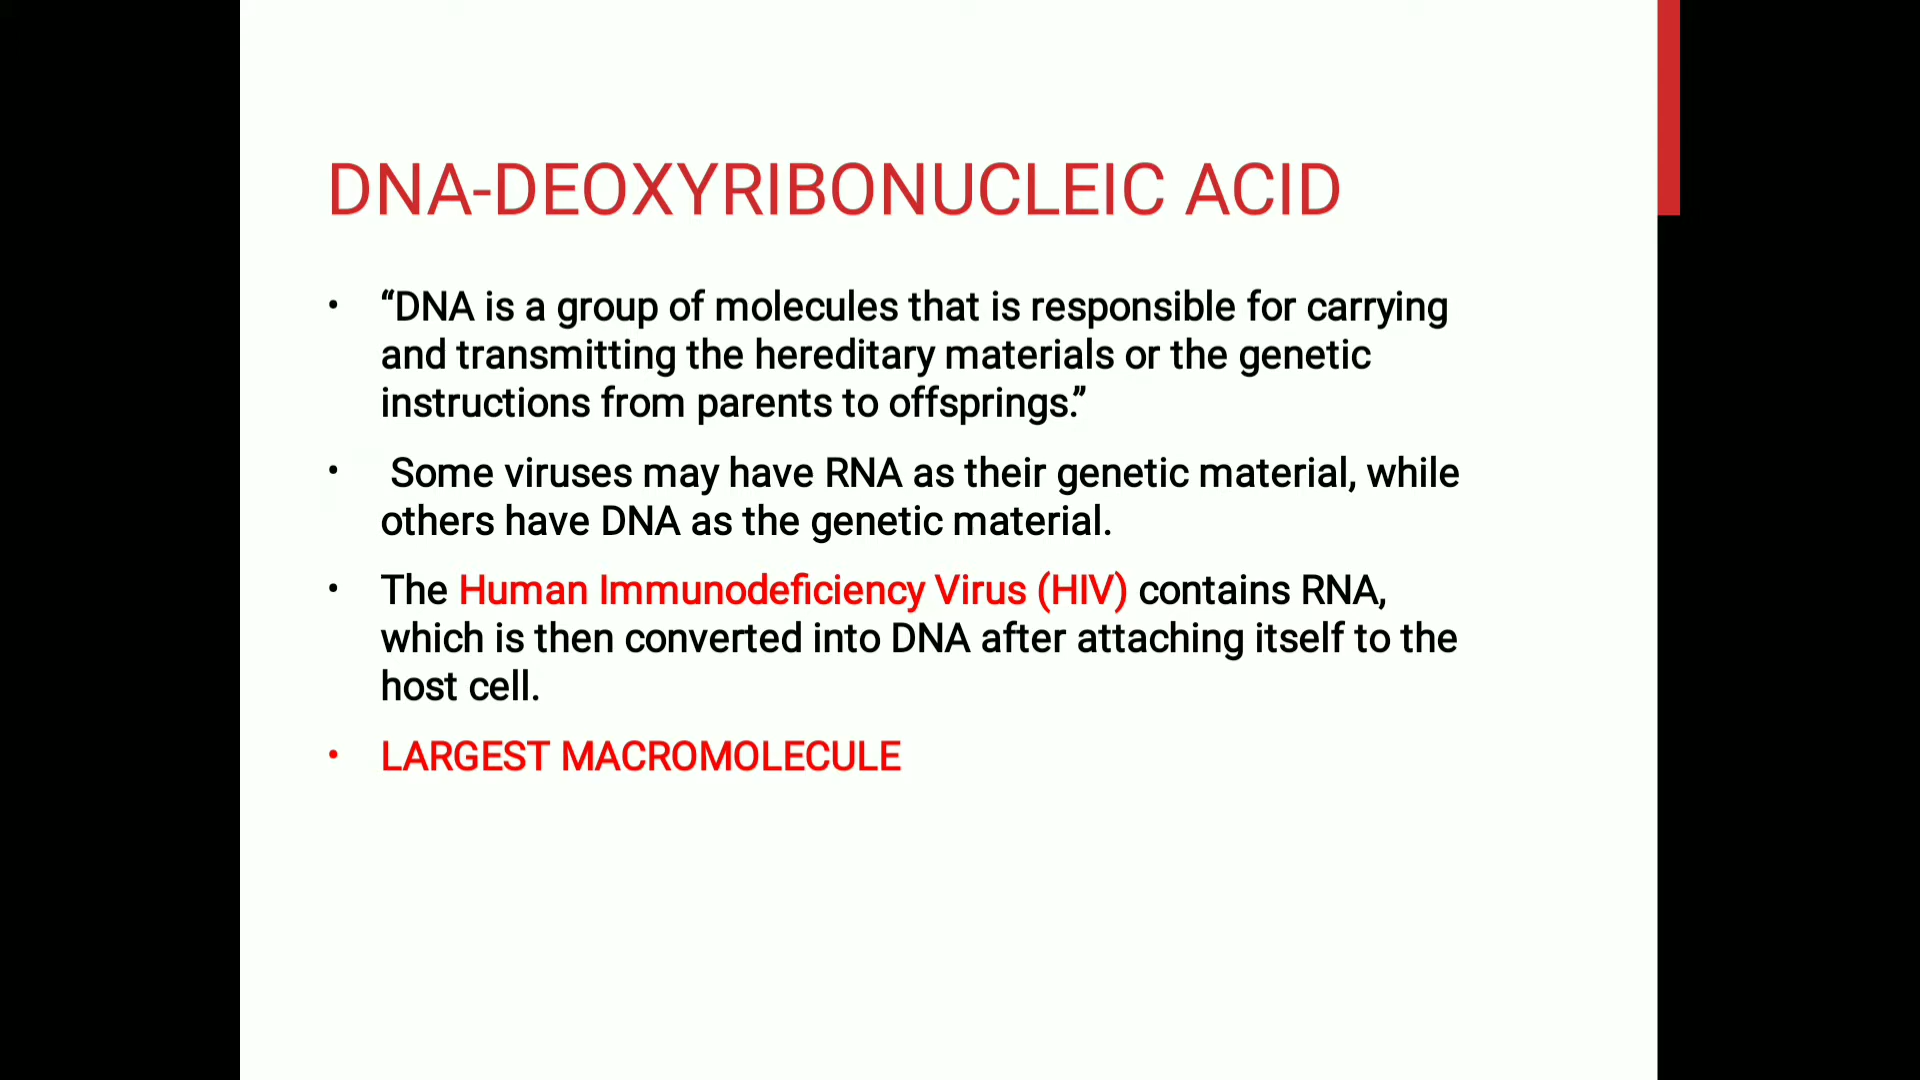 DNA-DEOXYRIBONUCLEIC ACID
• “DNA is a group of molecules that is responsible for carrying
and transmitting the hereditary materials or the genetic
instructions from parents to offsprings.”
• Some viruses may have RNA as their genetic material, while
others have DNA as the genetic material.
• The Human Immunodeficiency Virus (HIV) contains RNA,
which is then converted into DNA after attaching itself to the
host cell.
• LARGEST MACROMOLECULE